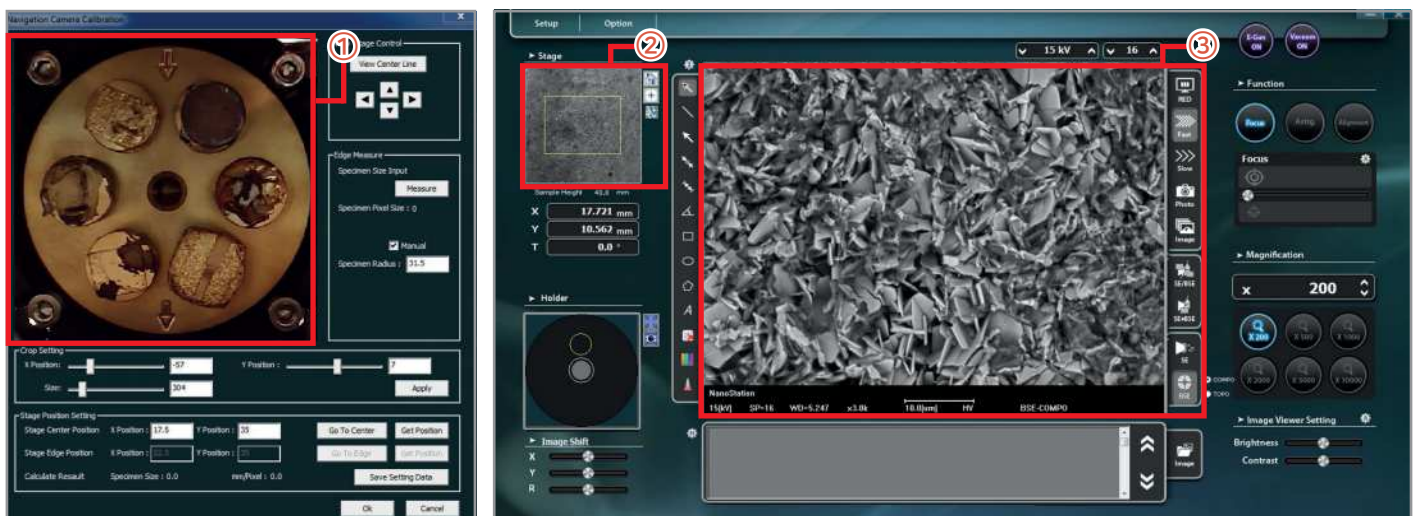 Navigation Camera Calibration
①
View Center Line
Edge Measure
Specimen Size Input
Measure
Specimen Pixel Size : 0
Manual
Specimen Radius : 31.5
Crop Setting
X Position : -57 Y Position : 7
Size: 304 Apply
Stage Position Setting
Stage Center Position X Position : 17.5 Y Position : 35 Go To Center Get Position
Stage Edge Position X Position : Y Position : 35 Go To Edge Get Position
Calculate Resault Specimen Size : 0.0 mm/Pixel : 0.0 Save Setting Data
Ok Cancel
Setup Option
► Stage
②
Sample Height mm
X 17.721 mm
Y 10.562 mm
T 0.0 °
► Holder
► Image Shift
X
Y
R
15 kV 16
③
A
NanoStation
15[kV] SP=16 WD=5.247 x3.0k 10.0[um] HV BSE-COMPO
RED
Fast
Slow
Photo
Image
SE/BSE
SE+BSE
SE
BSE
COMPO
TOPO
Image
E-Gun
ON
Vacuum
ON
► Function
Focus Astig Alignment
Focus
► Magnification
x 200
X 200 X 500 X 1000
X 2000 X 5000 X 10000
► Image Viewer Setting
Brightness
Contrast